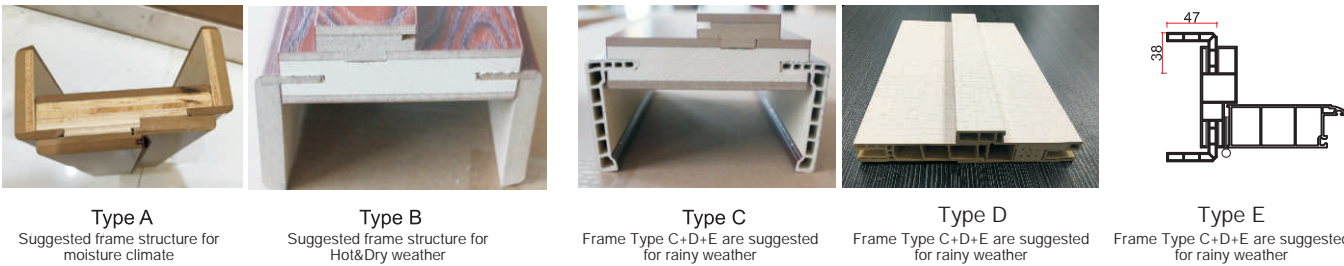 47
38
Type A
Suggested frame structure for
moisture climate
Type B
Suggested frame structure for
Hot&Dry weather
Type C
Frame Type C+D+E are suggested
for rainy weather
Type D
Frame Type C+D+E are suggested
for rainy weather
Type E
Frame Type C+D+E are suggested
for rainy weather